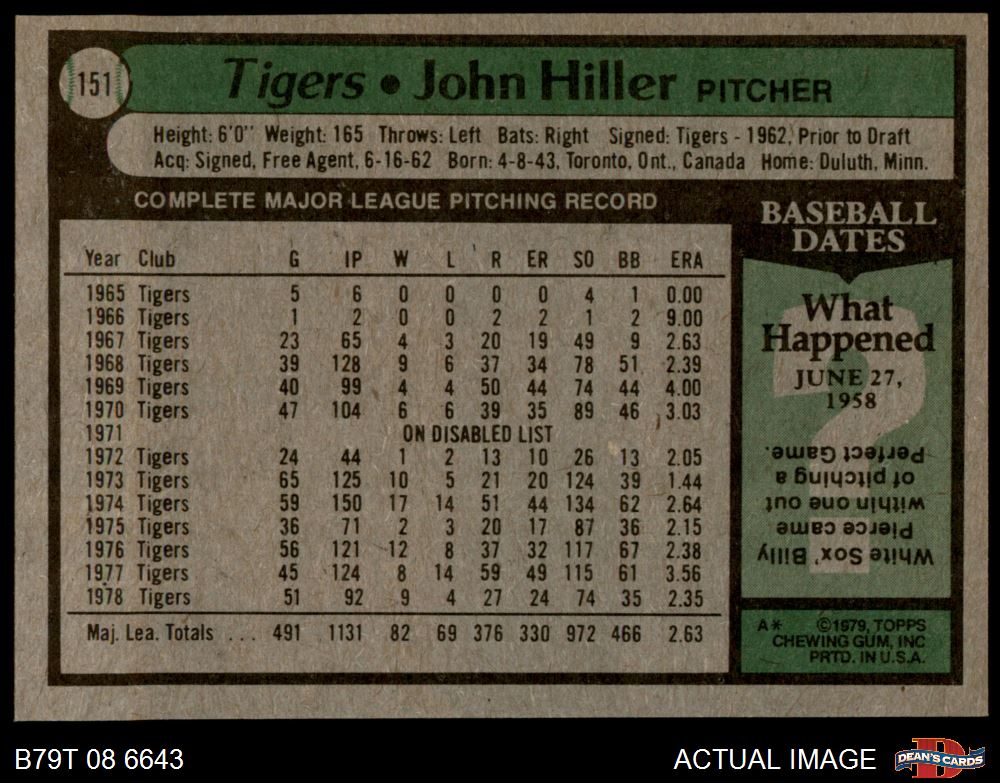 151
Tigers • John Hiller PITCHER
Height: 6'0" Weight: 165 Throws: Left Bats: Right Signed: Tigers - 1962, Prior to Draft
Acq: Signed, Free Agent, 6-16-62 Born: 4-8-43, Toronto, Ont., Canada Home: Duluth, Minn.
COMPLETE MAJOR LEAGUE PITCHING RECORD
Year Club G IP W L R ER SO BB ERA
1965 Tigers 5 6 0 0 0 0 4 1 0.00
1966 Tigers 1 2 0 0 2 2 1 2 9.00
1967 Tigers 23 65 4 3 20 19 49 9 2.63
1968 Tigers 39 128 9 6 37 34 78 51 2.39
1969 Tigers 40 99 4 4 50 44 74 44 4.00
1970 Tigers 47 104 6 6 39 35 89 46 3.03
1971 ON DISABLED LIST
1972 Tigers 24 44 1 2 13 10 26 13 2.05
1973 Tigers 65 125 10 5 21 20 124 39 1.44
1974 Tigers 59 150 17 14 51 44 134 62 2.64
1975 Tigers 36 71 2 3 20 17 87 36 2.15
1976 Tigers 56 121 12 8 37 32 117 67 2.38
1977 Tigers 45 124 8 14 59 49 115 61 3.56
1978 Tigers 51 92 9 4 27 24 74 35 2.35
Maj. Lea. Totals ... 491 1131 82 69 376 330 972 466 2.63
BASEBALL
DATES
?
What
Happened
JUNE 27,
1958
White Sox' Billy
Pierce came
within one out
of pitching a
Perfect Game.
A* ©1979, TOPPS
CHEWING GUM, INC
PRTD. IN U.S.A.
B79T 08 6643
ACTUAL IMAGE
D
DEAN'S CARDS